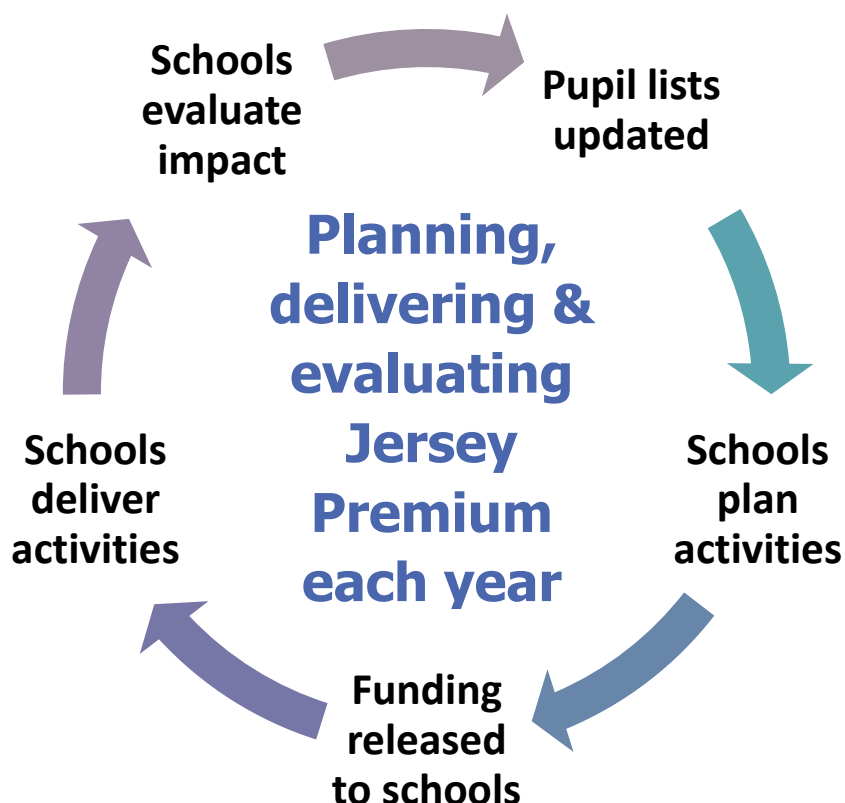 Schools
evaluate
impact
Pupil lists
updated
Planning,
delivering &
evaluating
Jersey
Premium
each year
Schools
plan
activities
Funding
released
to schools
Schools
deliver
activities